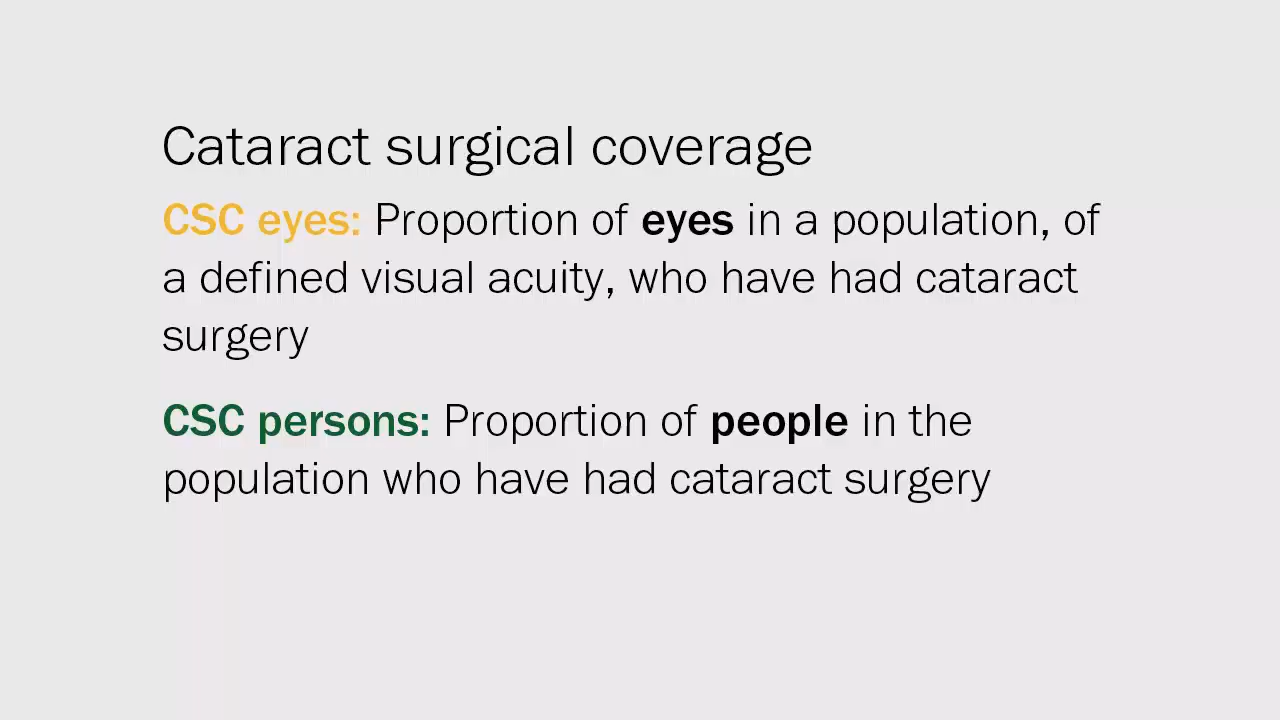 Cataract surgical coverage
CSC eyes: Proportion of eyes in a population, of
a defined visual acuity, who have had cataract
surgery
CSC persons: Proportion of people in the
population who have had cataract surgery